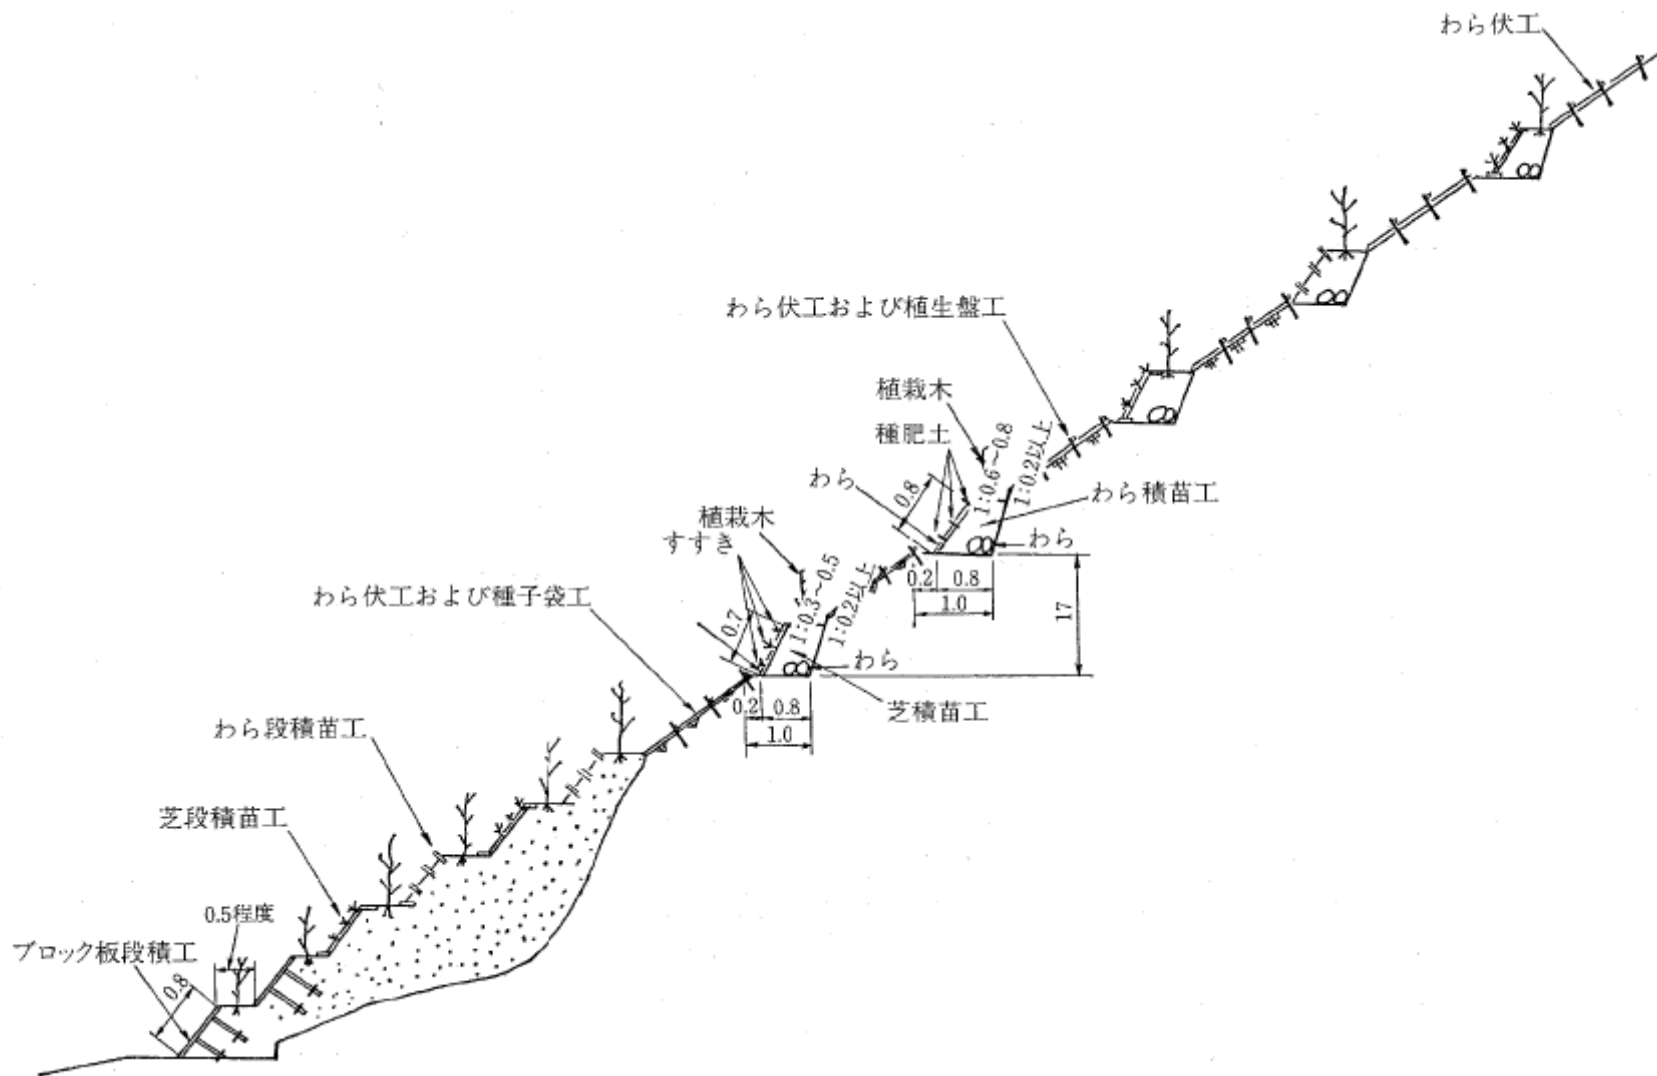 わら伏工
わら伏工および植生盤工
植栽木
種肥土
わら
0.8
1:0.6～0.8
1:0.2以上
わら積苗工
わら
植栽木
すすき
0.2
0.8
1.0
17
わら伏工および種子袋工
0.7
1:0.3～0.5
1:0.2以上
わら
芝積苗工
0.2
0.8
1.0
わら段積苗工
芝段積苗工
0.5程度
ブロック板段積工
0.8